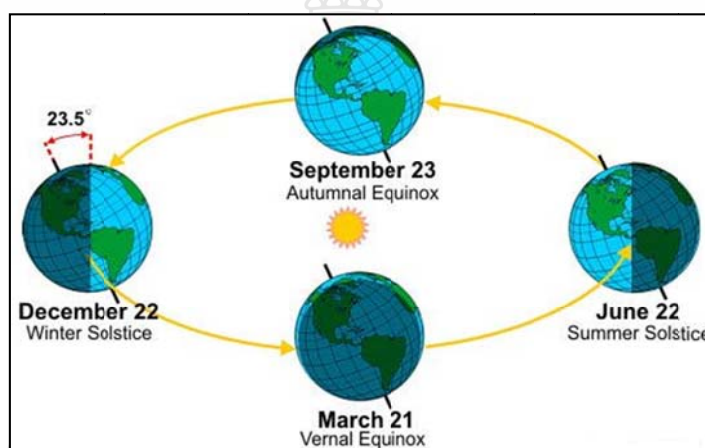 23.5°
September 23
Autumnal Equinox
December 22
Winter Solstice
June 22
Summer Solstice
March 21
Vernal Equinox